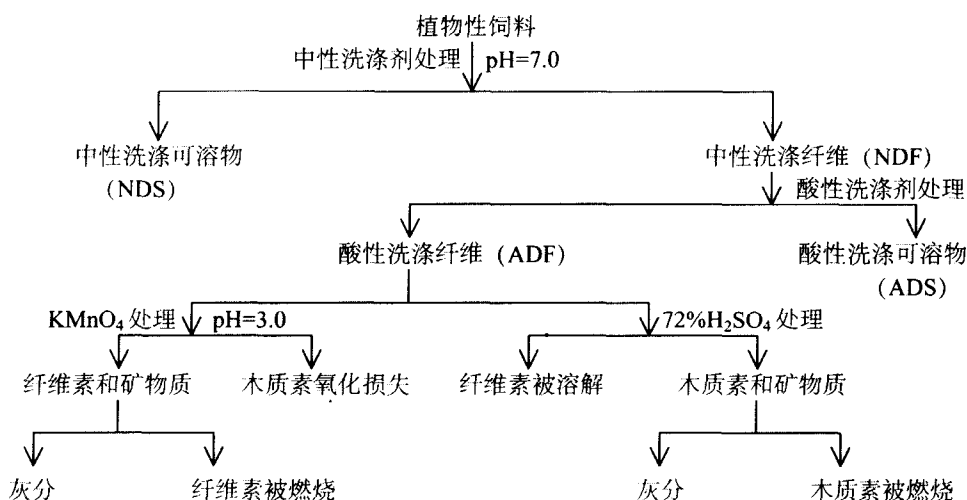 植物性饲料
中性洗涤剂处理 pH=7.0
中性洗涤可溶物 中性洗涤纤维（NDF）
（NDS） 酸性洗涤剂处理
酸性洗涤纤维（ADF） 酸性洗涤可溶物
（ADS）
KMnO₄处理 pH=3.0 72%H₂SO₄处理
纤维素和矿物质 木质素氧化损失 纤维素被溶解 木质素和矿物质
灰分 纤维素被燃烧 灰分 木质素被燃烧